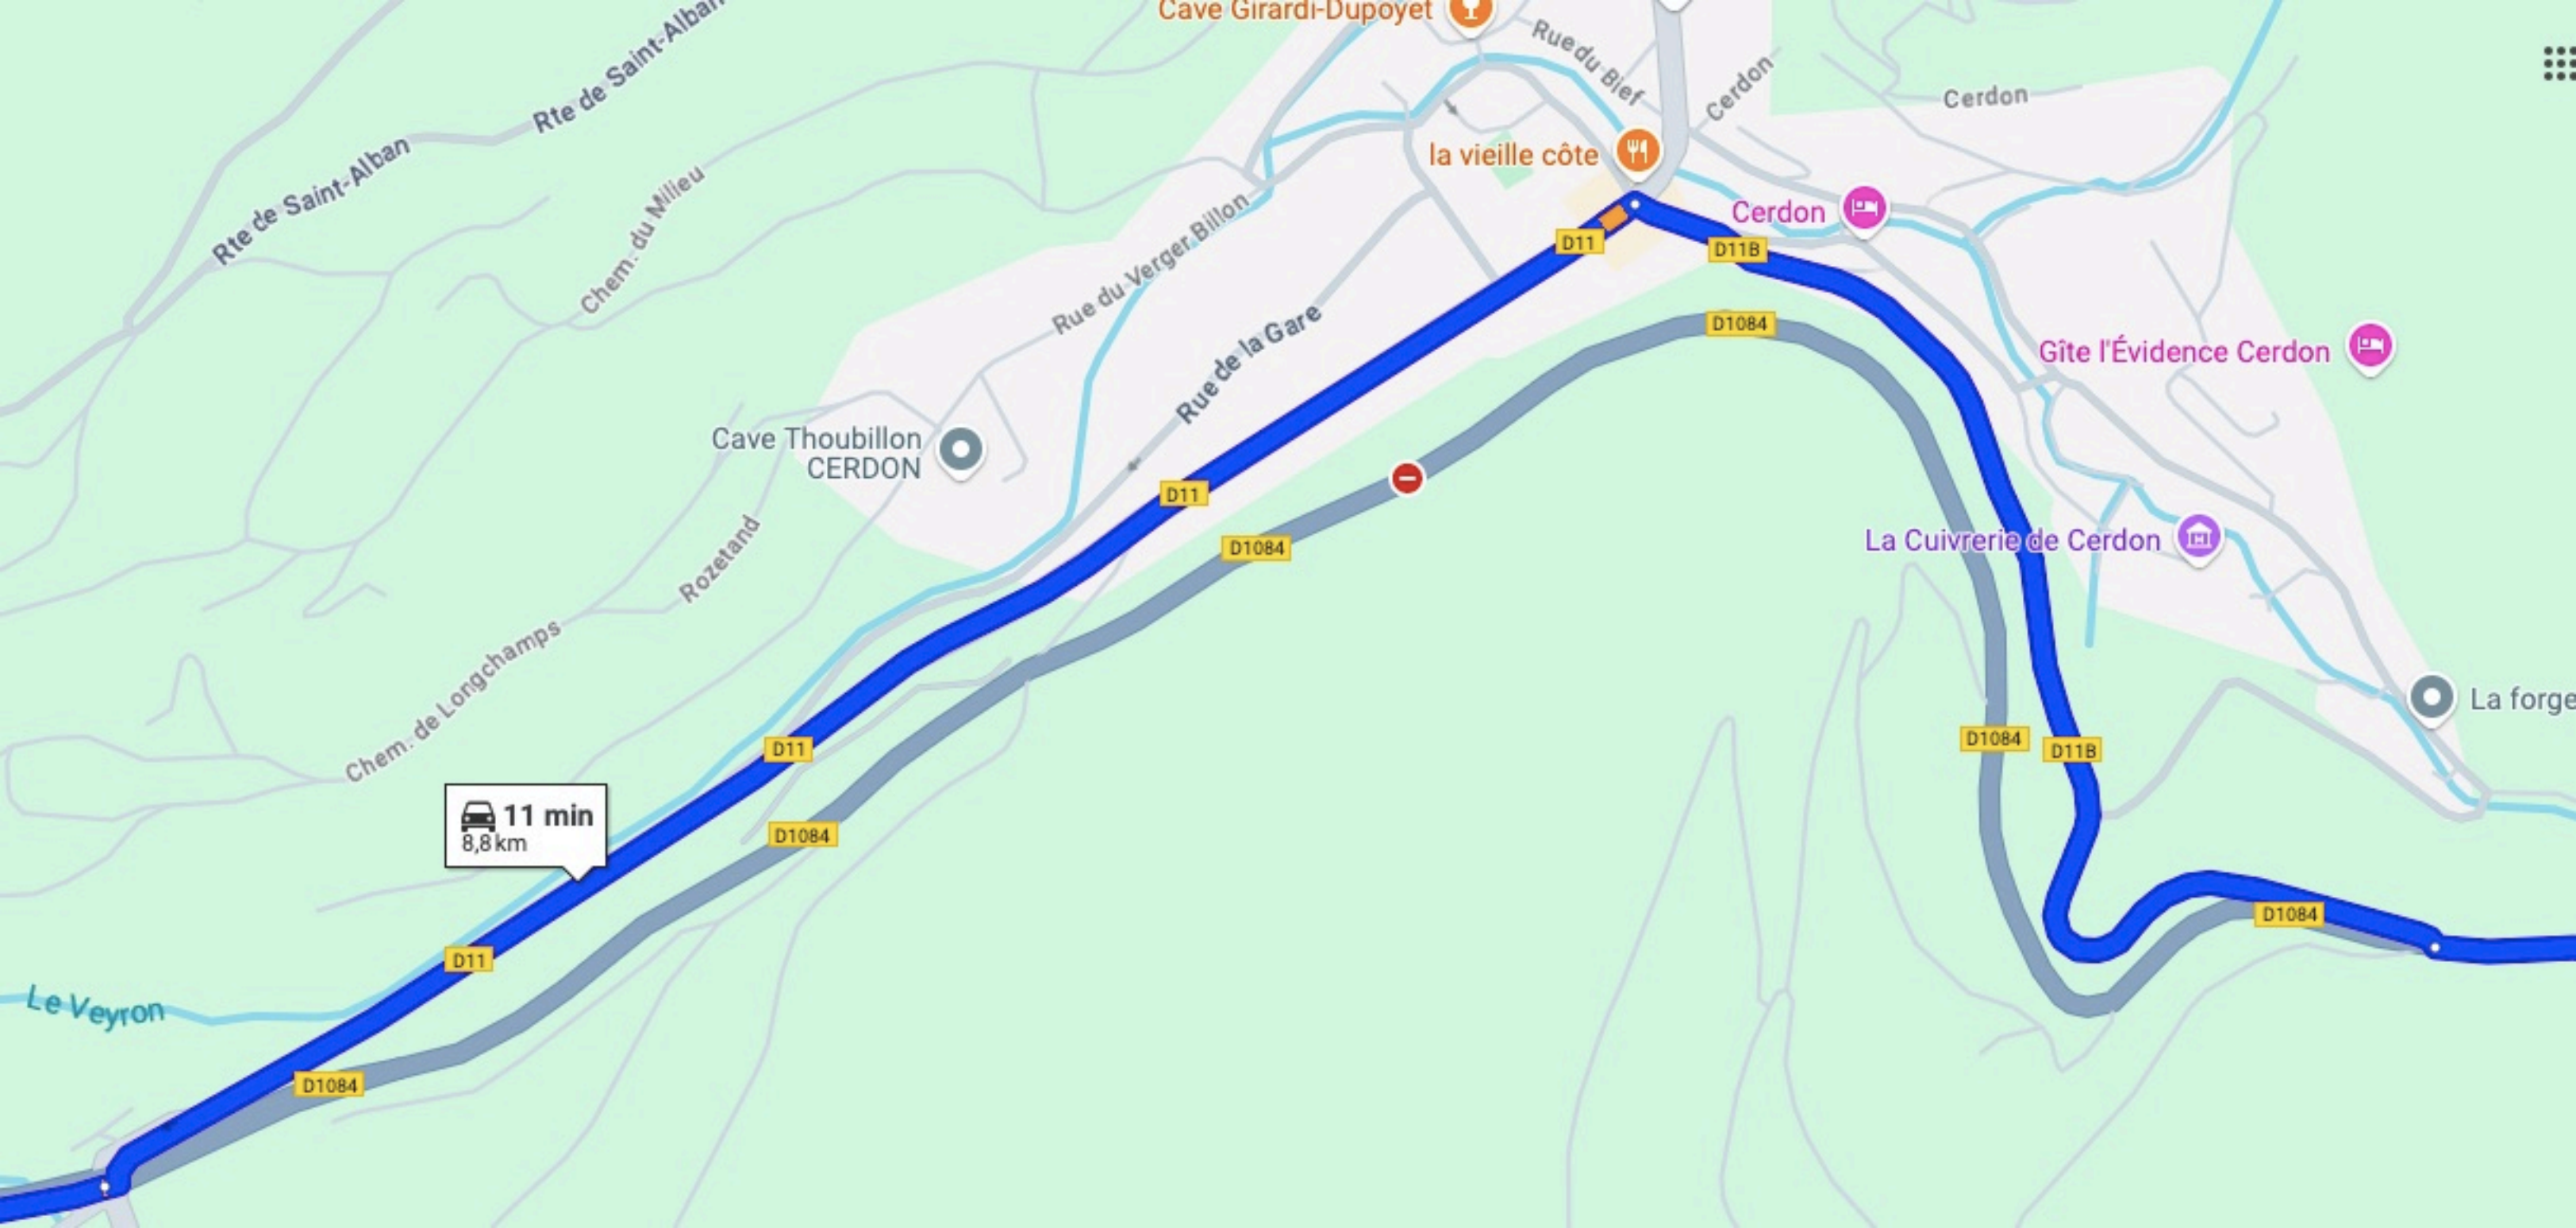 Cave Girardi-Dupoyet
Rue du Bief
Rte de Saint-Alban
Rte de Saint-Alban
Cerdon
Cerdon
la vieille côte
Chem. du Milieu
Cerdon
D11
D11B
Rue du Verger Billon
D1084
Gîte l'Évidence Cerdon
Rue de la Gare
Cave Thoubillon
CERDON
D11
D1084
La Cuivrerie de Cerdon
Rozetand
Chem. de Longchamps
La forge
D11
D1084
D11B
11 min
8,8 km
D1084
D1084
D11
Le Veyron
D1084